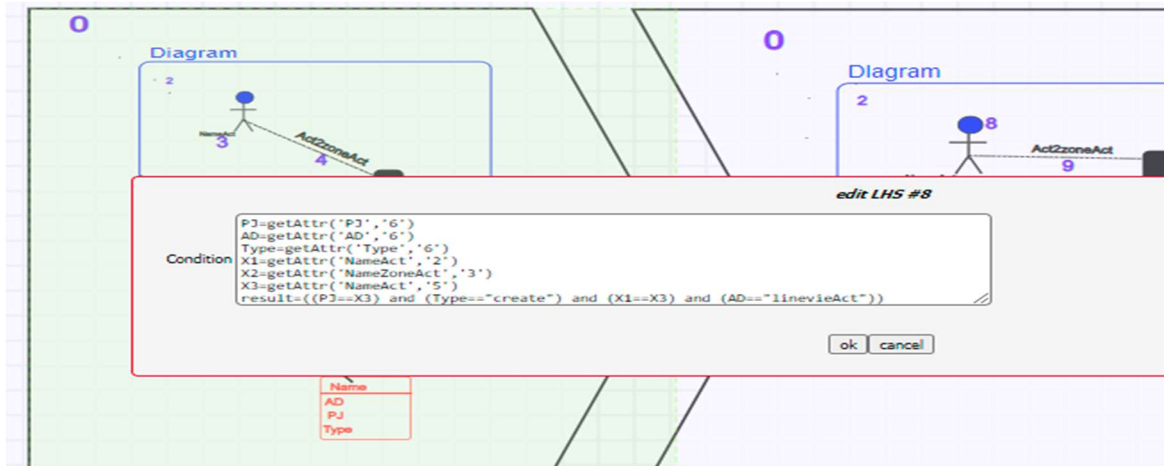 0
Diagram
2
NameAct
3
Act2zoneAct
4
0
DIagram
2
8
Act2zoneAct
9
edit LHS #8
Condition
PJ=getAttr('PJ','6')
AD=getAttr('AD','6')
Type=getAttr('Type','6')
X1=getAttr('NameAct','2')
X2=getAttr('NameZoneAct','3')
X3=getAttr('NameAct','5')
result=((PJ==X3) and (Type=="create") and (X1==X3) and (AD=="linevieAct"))
ok cancel
Name
AD
PJ
Type